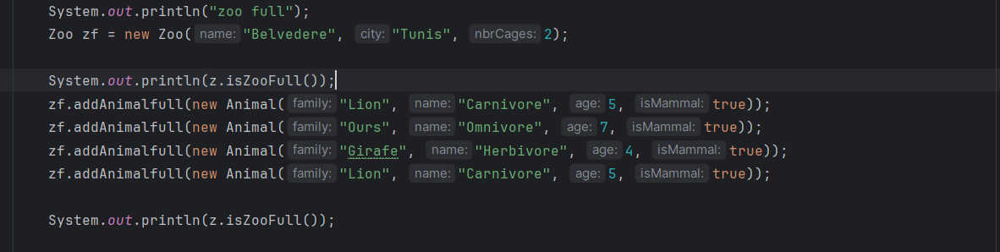 System.out.println("zoo full");
Zoo zf = new Zoo( name: "Belvedere", city: "Tunis", nbrCages: 2);
System.out.println(z.isZooFull());
zf.addAnimalfull(new Animal( family: "Lion", name: "Carnivore", age: 5, isMammal: true));
zf.addAnimalfull(new Animal( family: "Ours", name: "Omnivore", age: 7, isMammal: true));
zf.addAnimalfull(new Animal( family: "Girafe", name: "Herbivore", age: 4, isMammal: true));
zf.addAnimalfull(new Animal( family: "Lion", name: "Carnivore", age: 5, isMammal: true));
System.out.println(z.isZooFull());